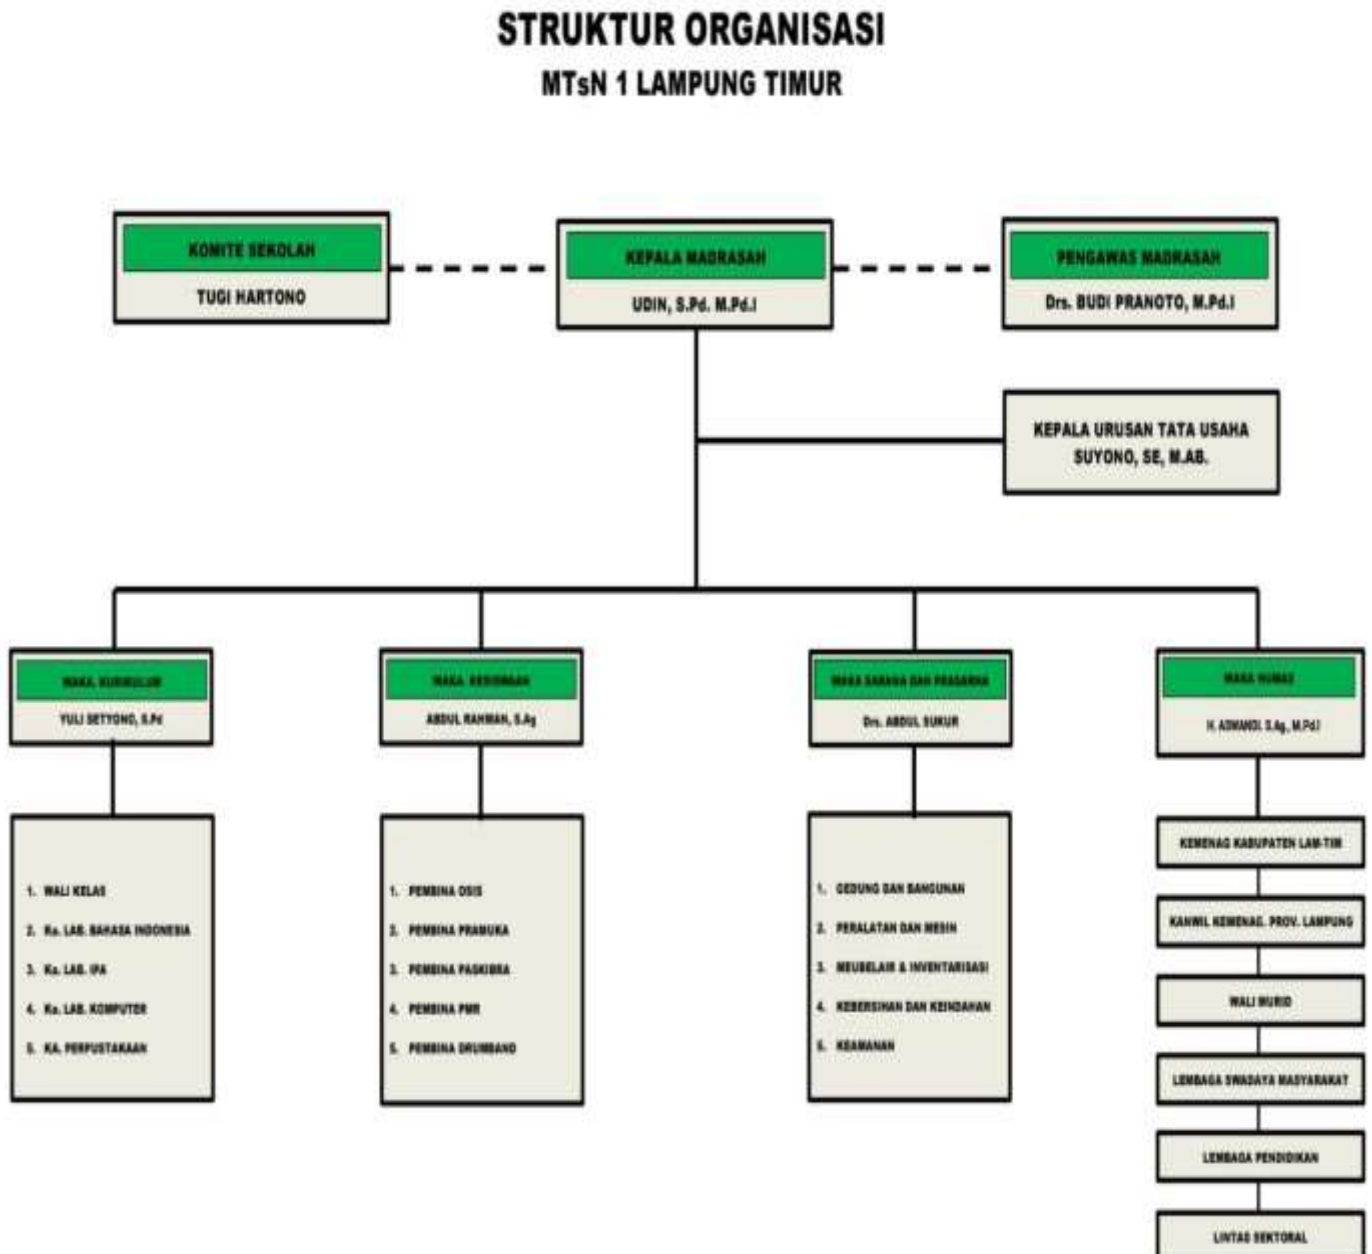 STRUKTUR ORGANISASI
MTsN 1 LAMPUNG TIMUR
KOMITE SEKOLAH
TUGI HARTONO
KEPALA MADRASAH
UDIN, S.Pd. M.Pd.I
PENGAWAS MADRASAH
Drs. BUDI PRANOTO, M.Pd.I
KEPALA URUSAN TATA USAHA
SUYONO, SE, M.AB.
WAKA. KURIKULUM
YULI SETYONO, S.Pd
WAKA. KESISWAAN
ABDUL RAHMAN, S.Ag
WAKA SARANA DAN PRASARNA
Drs. ABDUL SUKUR
WAKA HUMAS
H. S.Ag., M.Pd.I
1. WALI KELAS
2. Ka. LAB. BAHASA INDONESIA
3. Ka. LAB. IPA
4. Ka. LAB. KOMPUTER
5. KA. PERPUSTAKAAN
1. PEMBINA OSIS
2. PEMBINA PRAMUKA
3. PEMBINA PASKIBRA
4. PEMBINA PMR
5. PEMBINA DRUMBAND
1. GEDUNG DAN BANGUNAN
2. PERALATAN DAN MESIN
3. MEUBELAIR & INVENTARISASI
4. KEBERSIHAN DAN KEINDAHAN
5. KEAMANAN
KEMENAG KABUPATEN LAM-TIM
KANWIL KEMENAG. PROV. LAMPUNG
WALI MURID
LEMBAGA SWADAYA MASYARAKAT
LEMBAGA PENDIDIKAN
LINTAS SEKTORAL